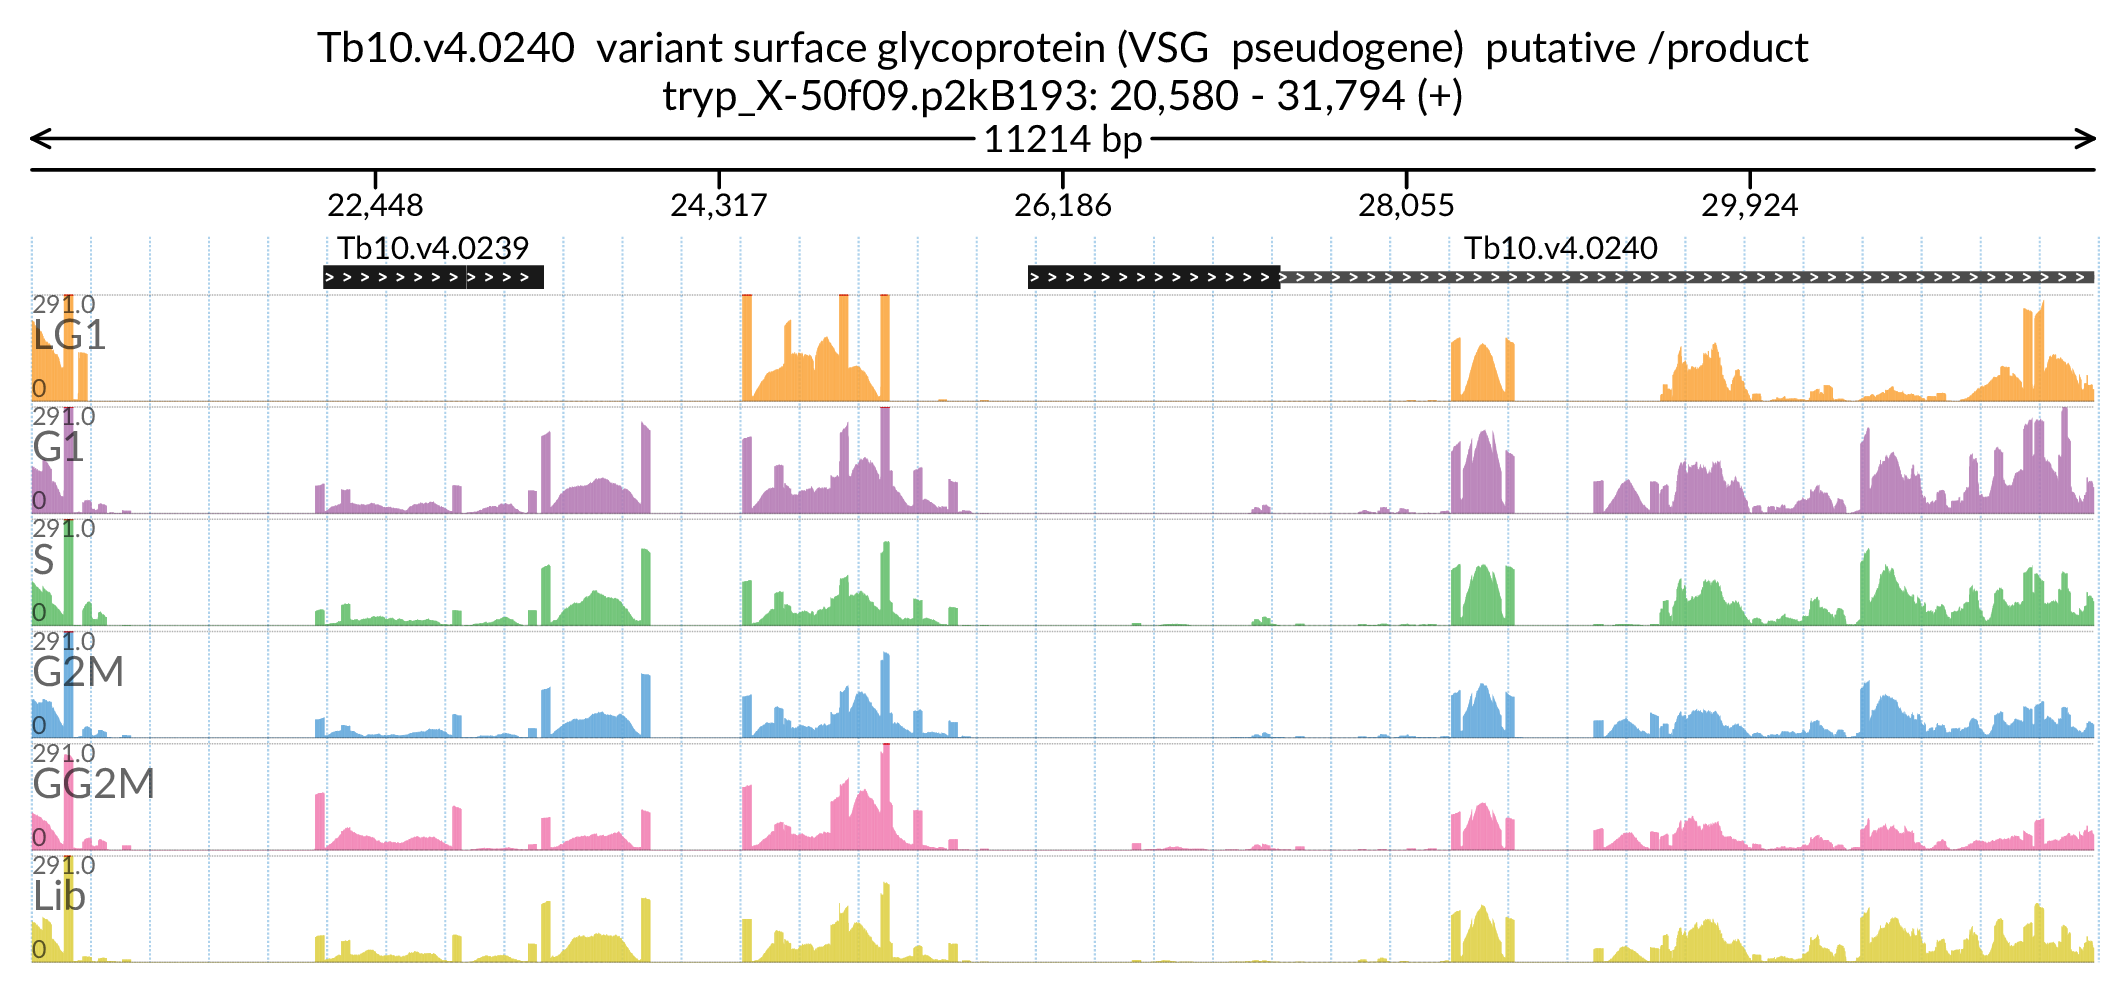 Tb10.v4.0240  variant surface glycoprotein (VSG  pseudogene)  putative /product
tryp_X-50f09.p2kB193: 20,580 - 31,794 (+)
11214 bp
22,448 24,317 26,186 28,055 29,924
Tb10.v4.0239 Tb10.v4.0240
291.0
LG1
0
291.0
G1
0
291.0
S
0
291.0
G2M
0
291.0
GG2M
0
291.0
Lib
0